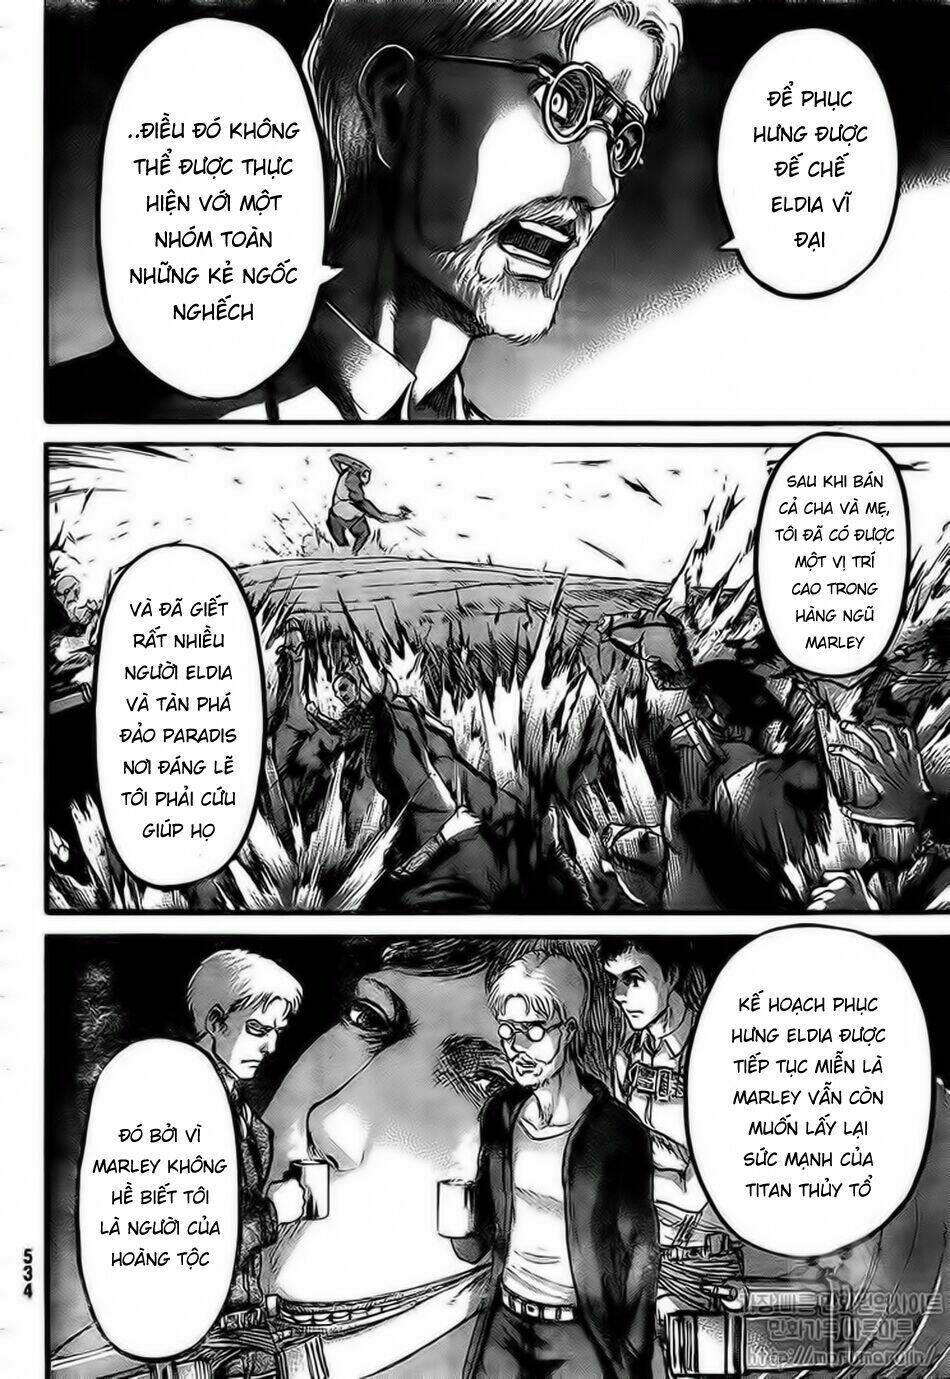 ĐỂ PHỤC
HƯNG ĐƯỢC
ĐẾ CHẾ
ELDIA VĨ
ĐẠI
..ĐIỀU ĐÓ KHÔNG
THỂ ĐƯỢC THỰC
HIỆN VỚI MỘT
NHÓM TOÀN
NHỮNG KẺ NGỐC
NGHẾCH
SAU KHI BÁN
CẢ CHA VÀ MẸ,
TÔI ĐÃ CÓ ĐƯỢC
MỘT VỊ TRÍ
CAO TRONG
HÀNG NGŨ
MARLEY
VÀ ĐÃ GIẾT
RẤT NHIỀU
NGƯỜI ELDIA
VÀ TÀN PHÁ
ĐẢO PARADIS
NƠI ĐÁNG LẼ
TÔI PHẢI CỨU
GIÚP HỌ
KẾ HOẠCH PHỤC
HƯNG ELDIA ĐƯỢC
TIẾP TỤC MIỄN LÀ
MARLEY VẪN CÒN
MUỐN LẤY LẠI
SỨC MẠNH CỦA
TITAN THỦY TỔ
ĐÓ BỞI VÌ
MARLEY KHÔNG
HỀ BIẾT TÔI
LÀ NGƯỜI CỦA
HOÀNG TỘC
534